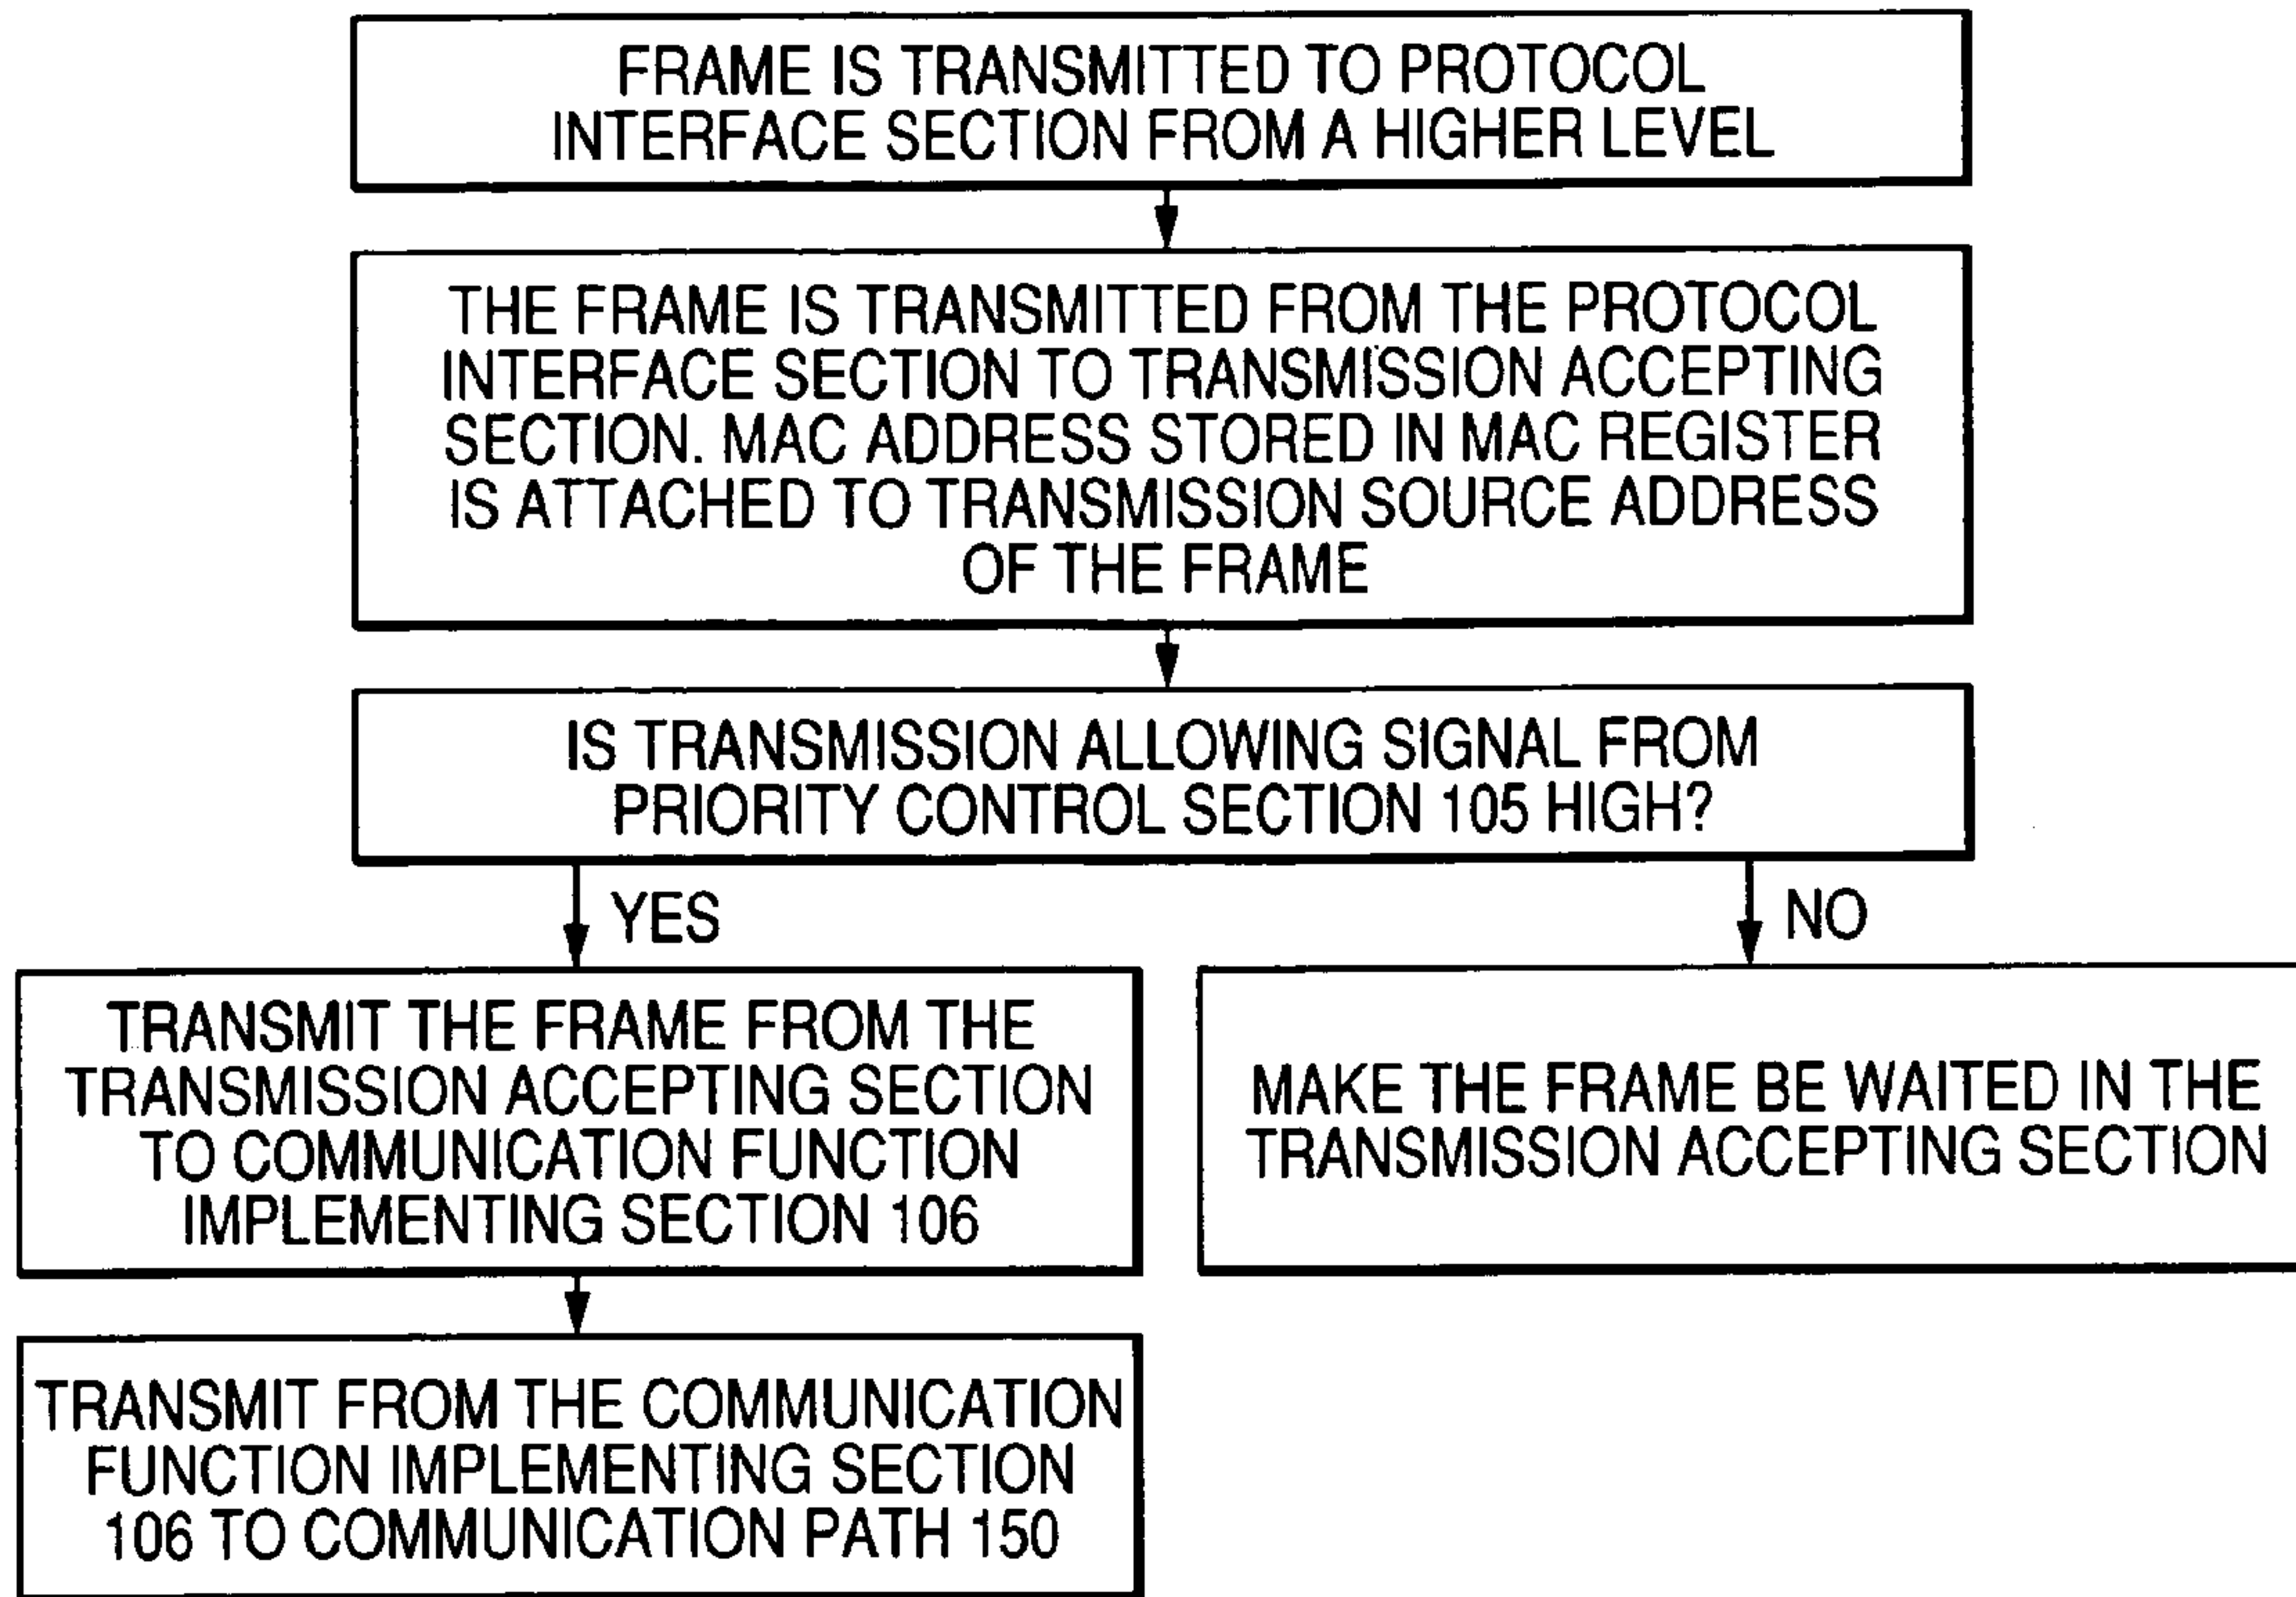 FRAME IS TRANSMITTED TO PROTOCOL
INTERFACE SECTION FROM A HIGHER LEVEL
THE FRAME IS TRANSMITTED FROM THE PROTOCOL
INTERFACE SECTION TO TRANSMISSION ACCEPTING
SECTION. MAC ADDRESS STORED IN MAC REGISTER
IS ATTACHED TO TRANSMISSION SOURCE ADDRESS
OF THE FRAME
IS TRANSMISSION ALLOWING SIGNAL FROM
PRIORITY CONTROL SECTION 105 HIGH?
YES
NO
TRANSMIT THE FRAME FROM THE
TRANSMISSION ACCEPTING SECTION
TO COMMUNICATION FUNCTION
IMPLEMENTING SECTION 106
MAKE THE FRAME BE WAITED IN THE
TRANSMISSION ACCEPTING SECTION
TRANSMIT FROM THE COMMUNICATION
FUNCTION IMPLEMENTING SECTION
106 TO COMMUNICATION PATH 150